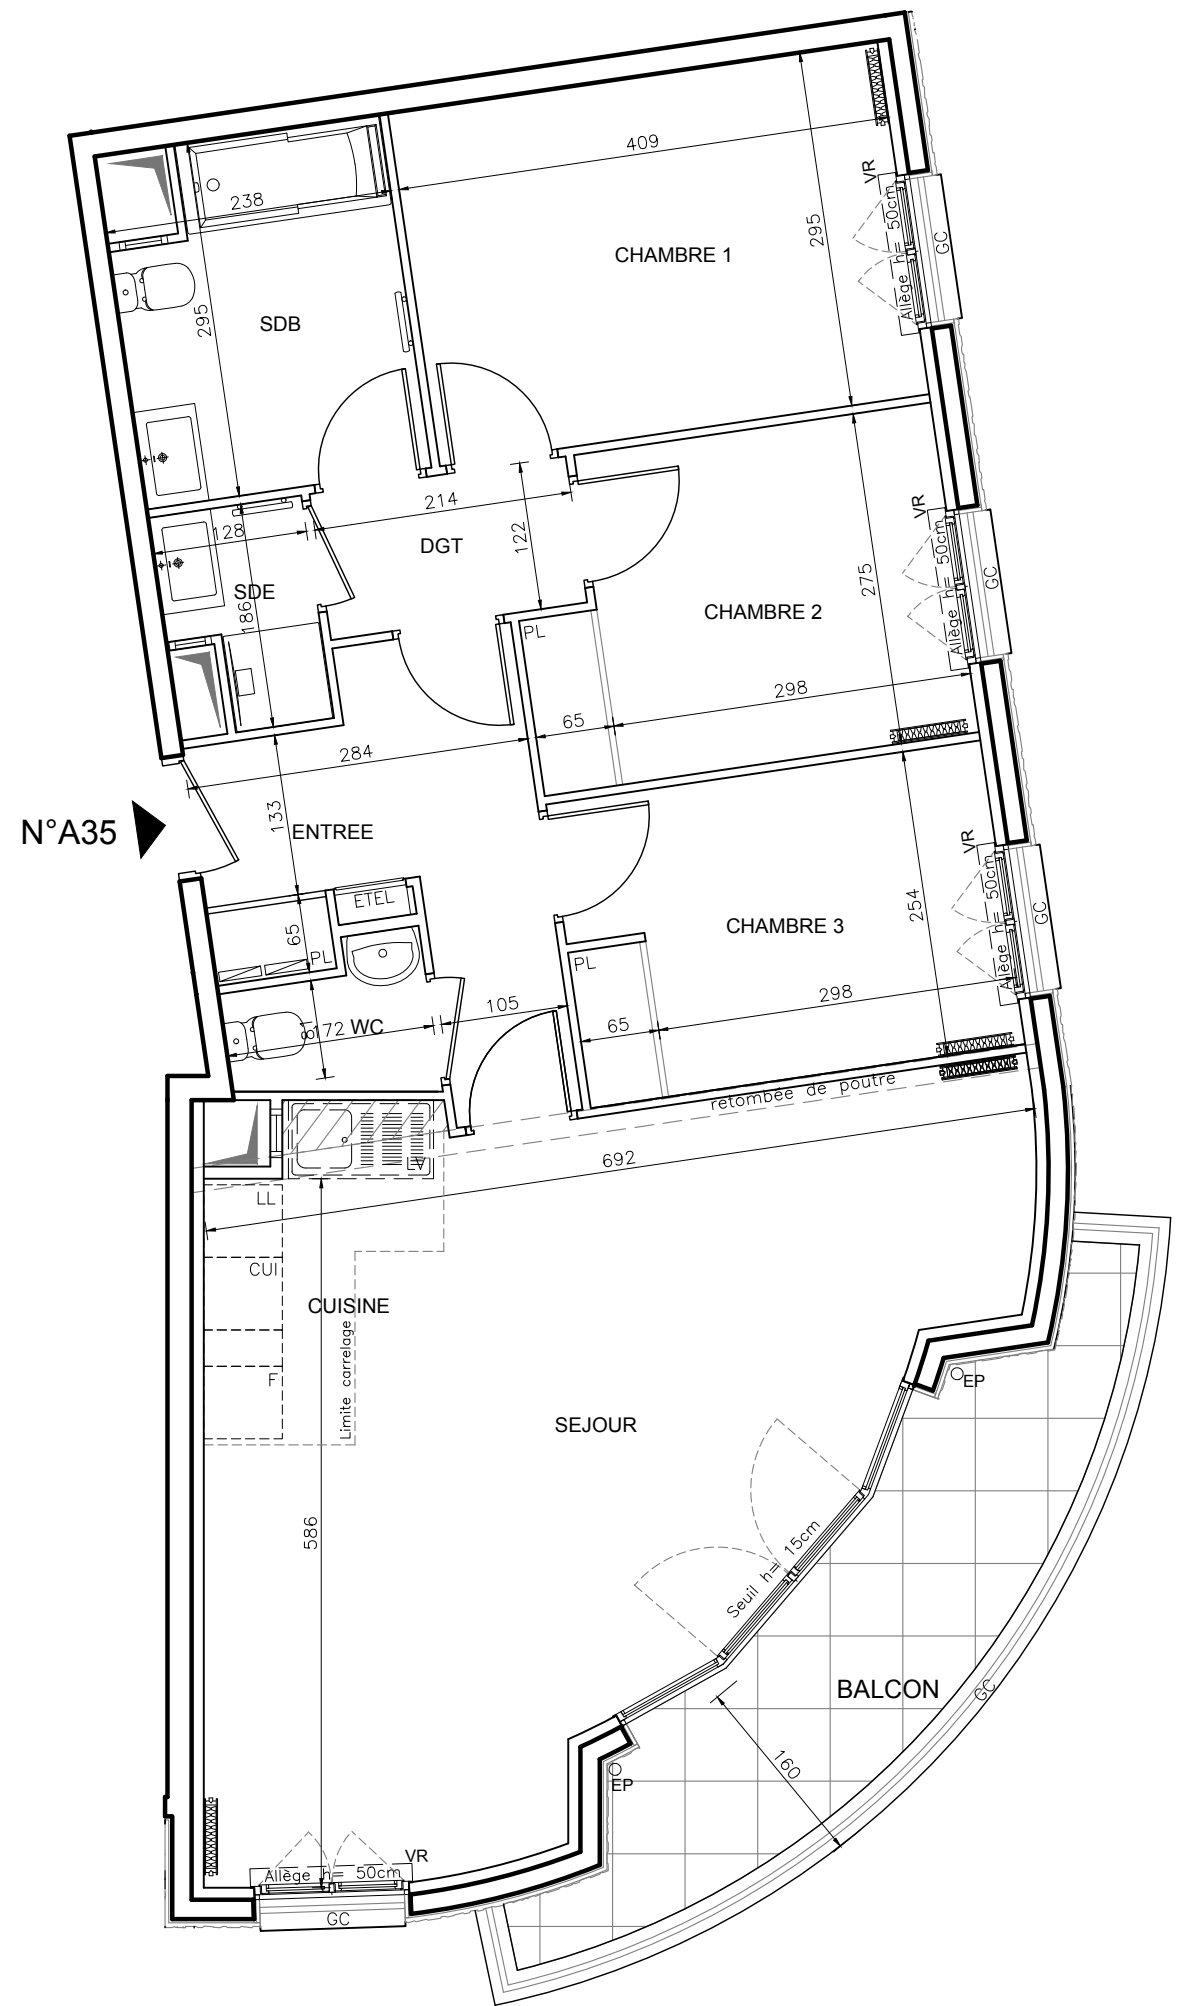 409
VR
238
Allège h= 50cm
GC
295
CHAMBRE 1
295
SDB
214
VR
128
122
DGT
Allège h= 50cm
GC
275
SDE
186
CHAMBRE 2
PL
298
65
284
133
N°A35
ENTREE
VR
Allège h= 50cm
GC
ETEL
254
CHAMBRE 3
65
PL
PL
298
105
172
WC
65
retombée de poutre
LV
692
LL
CUI
CUISINE
Limite carrelage
F
EP
SEJOUR
586
Seuil h= 15cm
BALCON
GC
160
EP
VR
Allège h= 50cm
GC